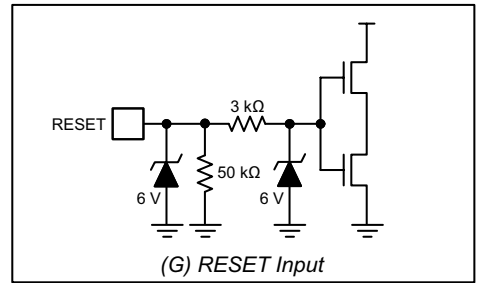 3 kΩ
RESET
50 kΩ
6 V
6 V
(G) RESET Input